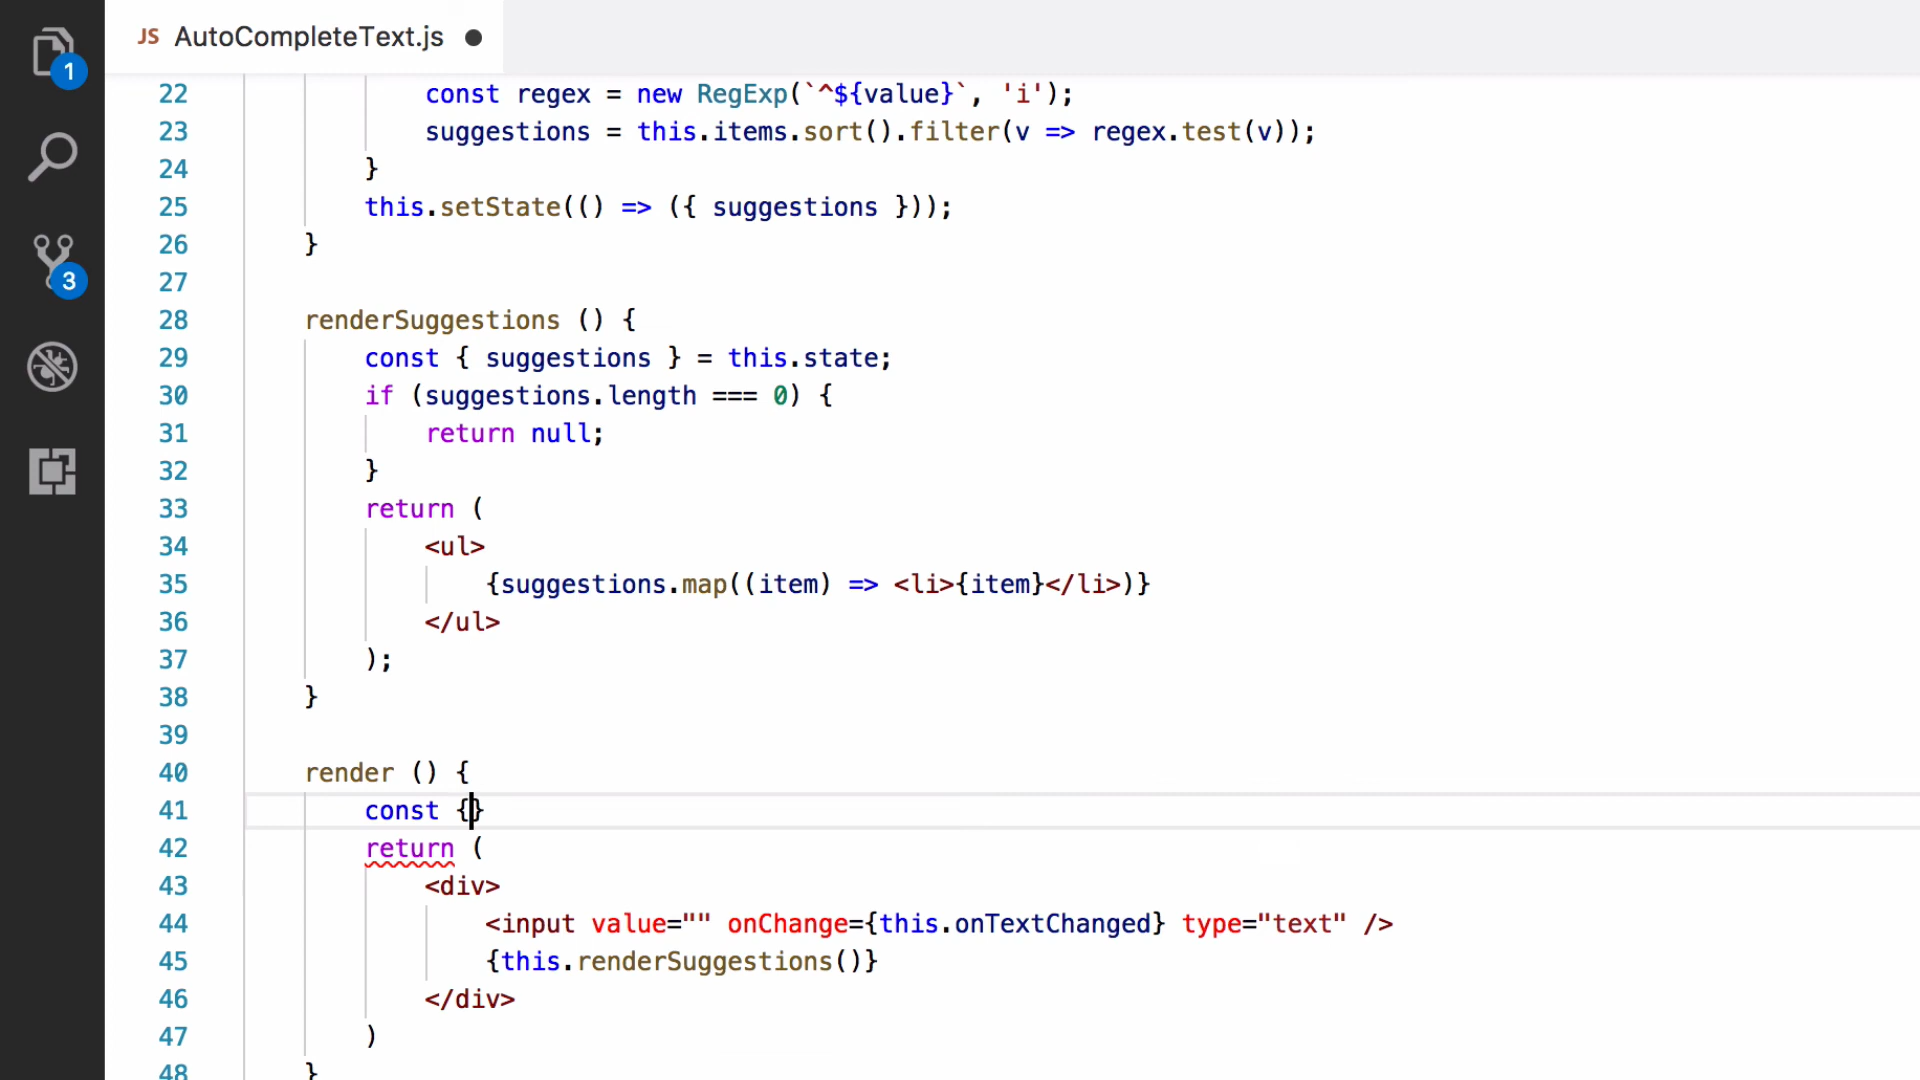 JS AutoCompleteText.js
1
3
22 const regex = new RegExp(`^${value}`, 'i');
23 suggestions = this.items.sort().filter(v => regex.test(v));
24 }
25 this.setState(() => ({ suggestions }));
26 }
27
28 renderSuggestions () {
29 const { suggestions } = this.state;
30 if (suggestions.length === 0) {
31 return null;
32 }
33 return (
34 <ul>
35 {suggestions.map((item) => <li>{item}</li>)}
36 </ul>
37 );
38 }
39
40 render () {
41 const {}
42 return (
43 <div>
44 <input value="" onChange={this.onTextChanged} type="text" />
45 {this.renderSuggestions()}
46 </div>
47 )
48 }